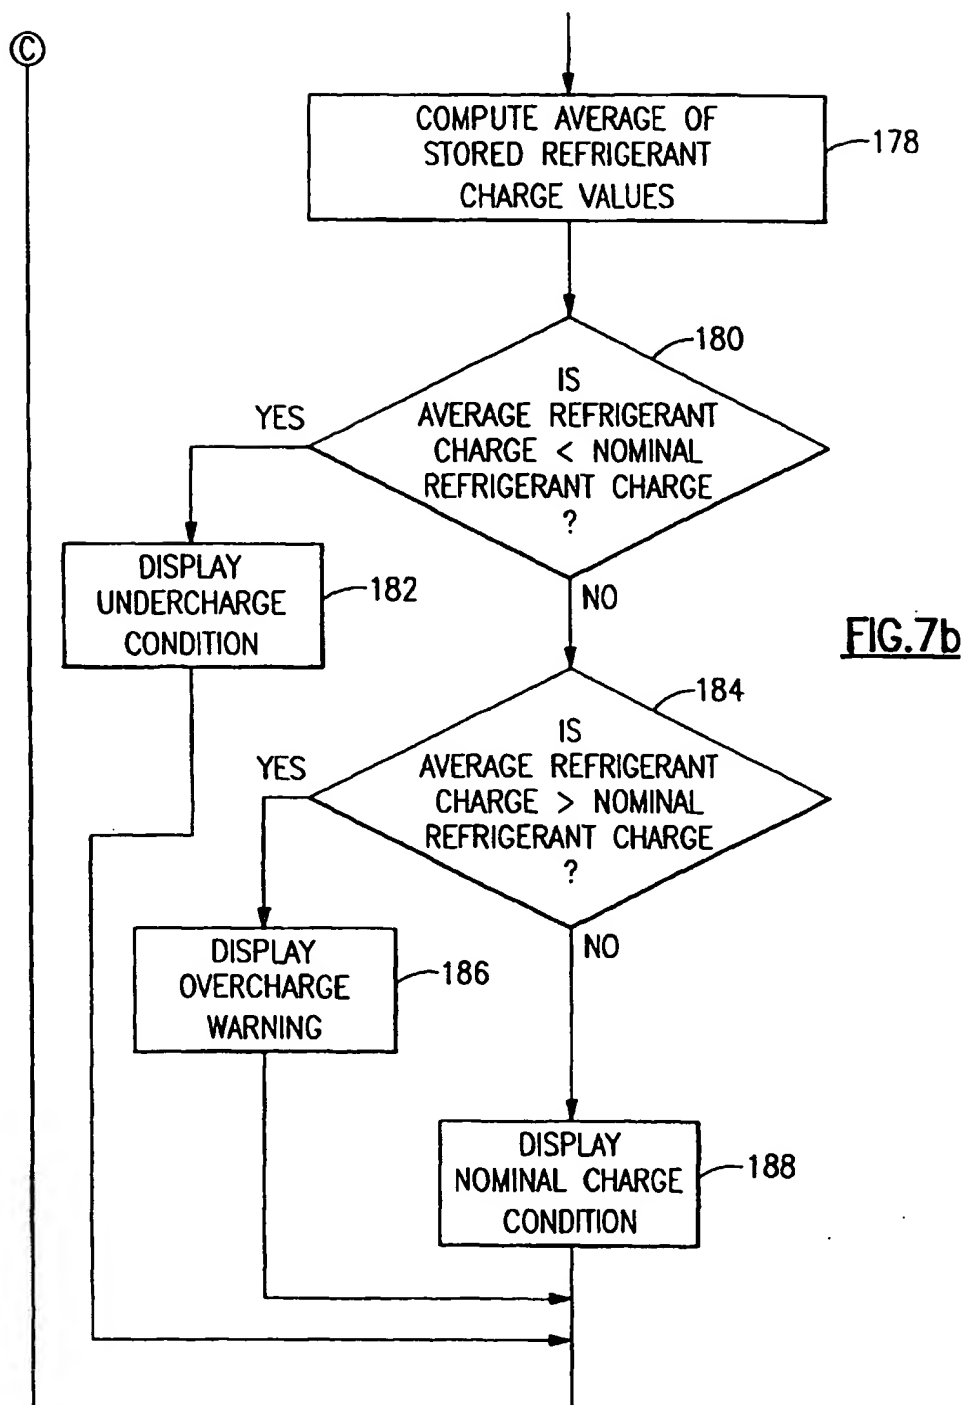 C
COMPUTE AVERAGE OF
STORED REFRIGERANT
CHARGE VALUES
178
180
IS
AVERAGE REFRIGERANT
CHARGE < NOMINAL
REFRIGERANT CHARGE
?
YES
NO
DISPLAY
UNDERCHARGE
CONDITION
182
FIG.7b
184
IS
AVERAGE REFRIGERANT
CHARGE > NOMINAL
REFRIGERANT CHARGE
?
YES
NO
DISPLAY
OVERCHARGE
WARNING
186
DISPLAY
NOMINAL CHARGE
CONDITION
188